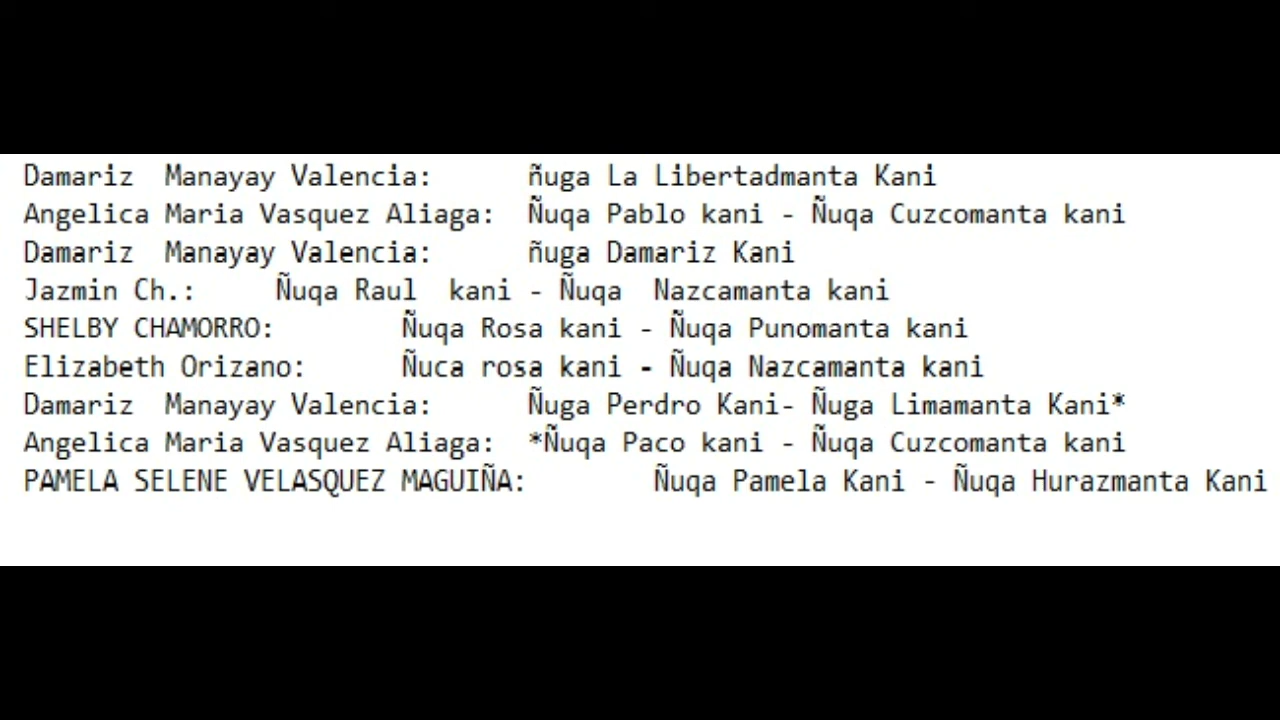 Damariz  Manayay Valencia:	ñuga La Libertadmanta Kani
Angelica Maria Vasquez Aliaga:	Ñuqa Pablo kani - Ñuqa Cuzcomanta kani
Damariz  Manayay Valencia:	ñuga Damariz Kani
Jazmin Ch.:	Ñuqa Raul  kani - Ñuqa  Nazcamanta kani
SHELBY CHAMORRO:	Ñuqa Rosa kani - Ñuqa Punomanta kani
Elizabeth Orizano:	Ñuca rosa kani - Ñuqa Nazcamanta kani
Damariz  Manayay Valencia:	Ñuga Perdro Kani- Ñuga Limamanta Kani*
Angelica Maria Vasquez Aliaga:	*Ñuqa Paco kani - Ñuqa Cuzcomanta kani
PAMELA SELENE VELASQUEZ MAGUIÑA:	Ñuqa Pamela Kani - Ñuqa Hurazmanta Kani